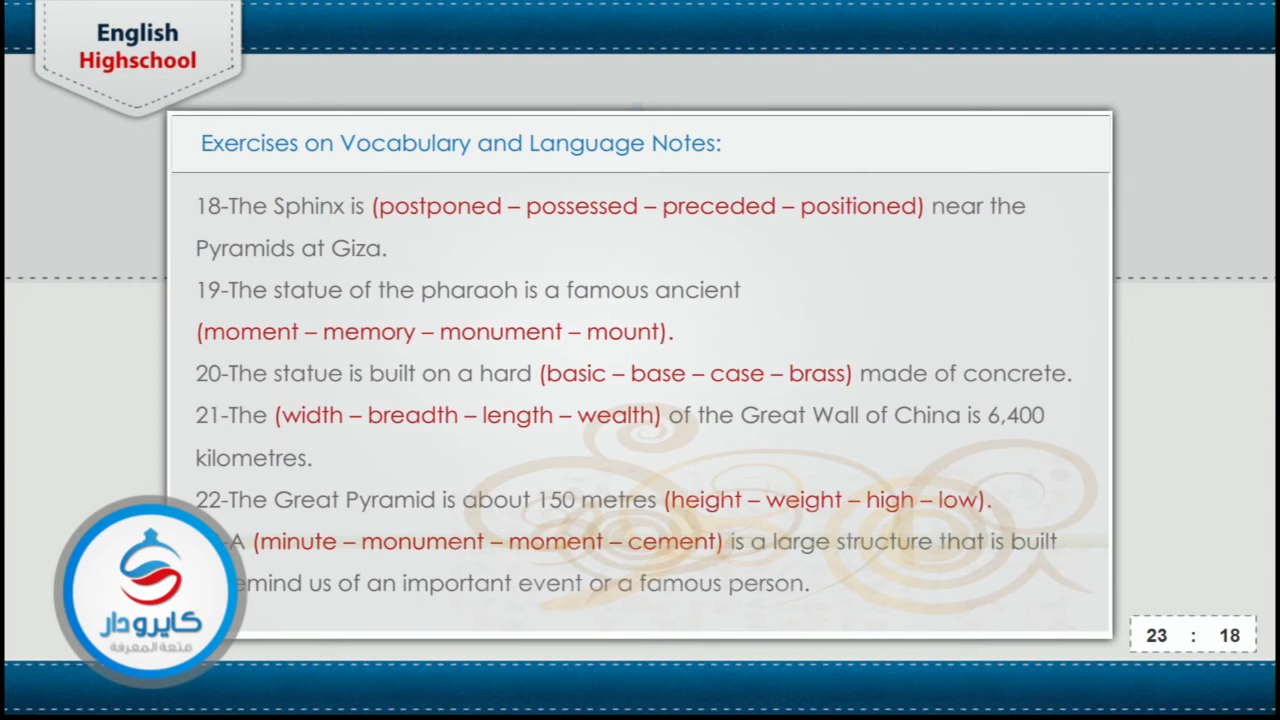 English
Highschool
Exercises on Vocabulary and Language Notes:
18-The Sphinx is (postponed – possessed – preceded – positioned) near the
Pyramids at Giza.
19-The statue of the pharaoh is a famous ancient
(moment – memory – monument – mount).
20-The statue is built on a hard (basic – base – case – brass) made of concrete.
21-The (width – breadth – length – wealth) of the Great Wall of China is 6,400
kilometres.
22-The Great Pyramid is about 150 metres (height – weight – high – low).
-A (minute – monument – moment – cement) is a large structure that is built
emind us of an important event or a famous person.
كايرودار
متعة المعرفة
23 : 18